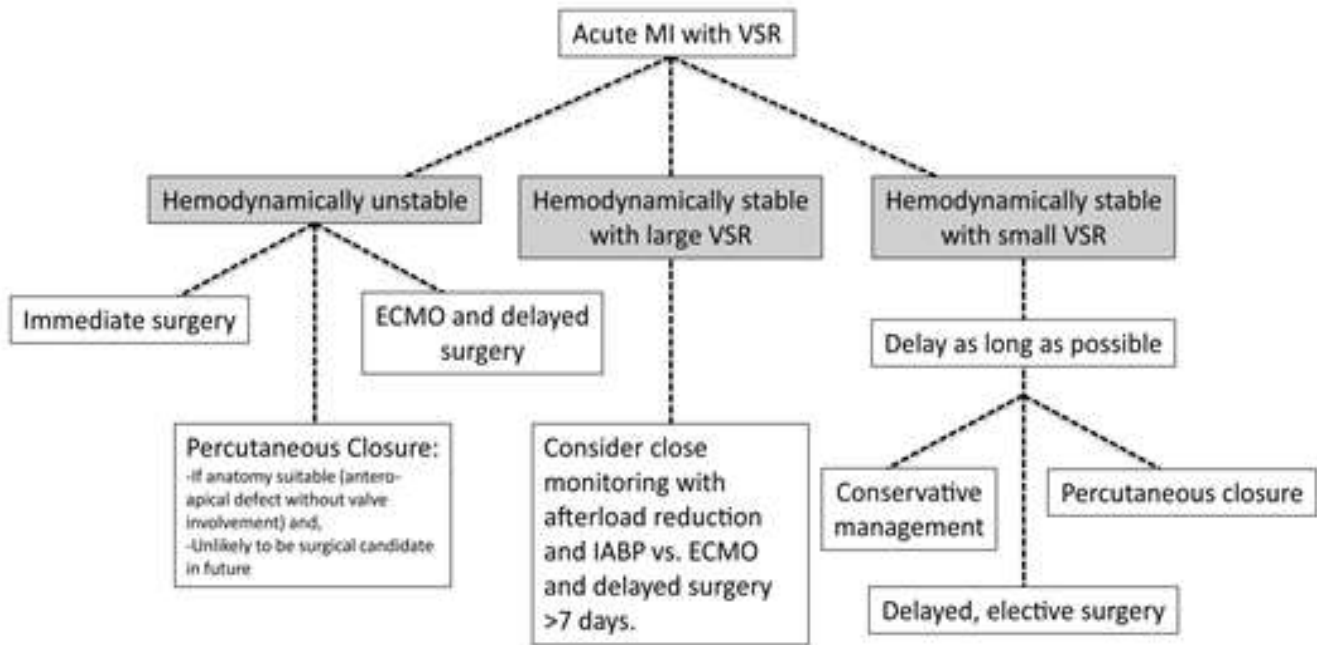 Acute MI with VSR
Hemodynamically unstable
Hemodynamically stable
with large VSR
Hemodynamically stable
with small VSR
Immediate surgery
ECMO and delayed
surgery
Delay as long as possible
Percutaneous Closure:
-If anatomy suitable (antero-
apical defect without valve
involvement) and,
-Unlikely to be surgical candidate
in future
Consider close
monitoring with
afterload reduction
and IABP vs. ECMO
and delayed surgery
>7 days.
Conservative
management
Percutaneous closure
Delayed, elective surgery